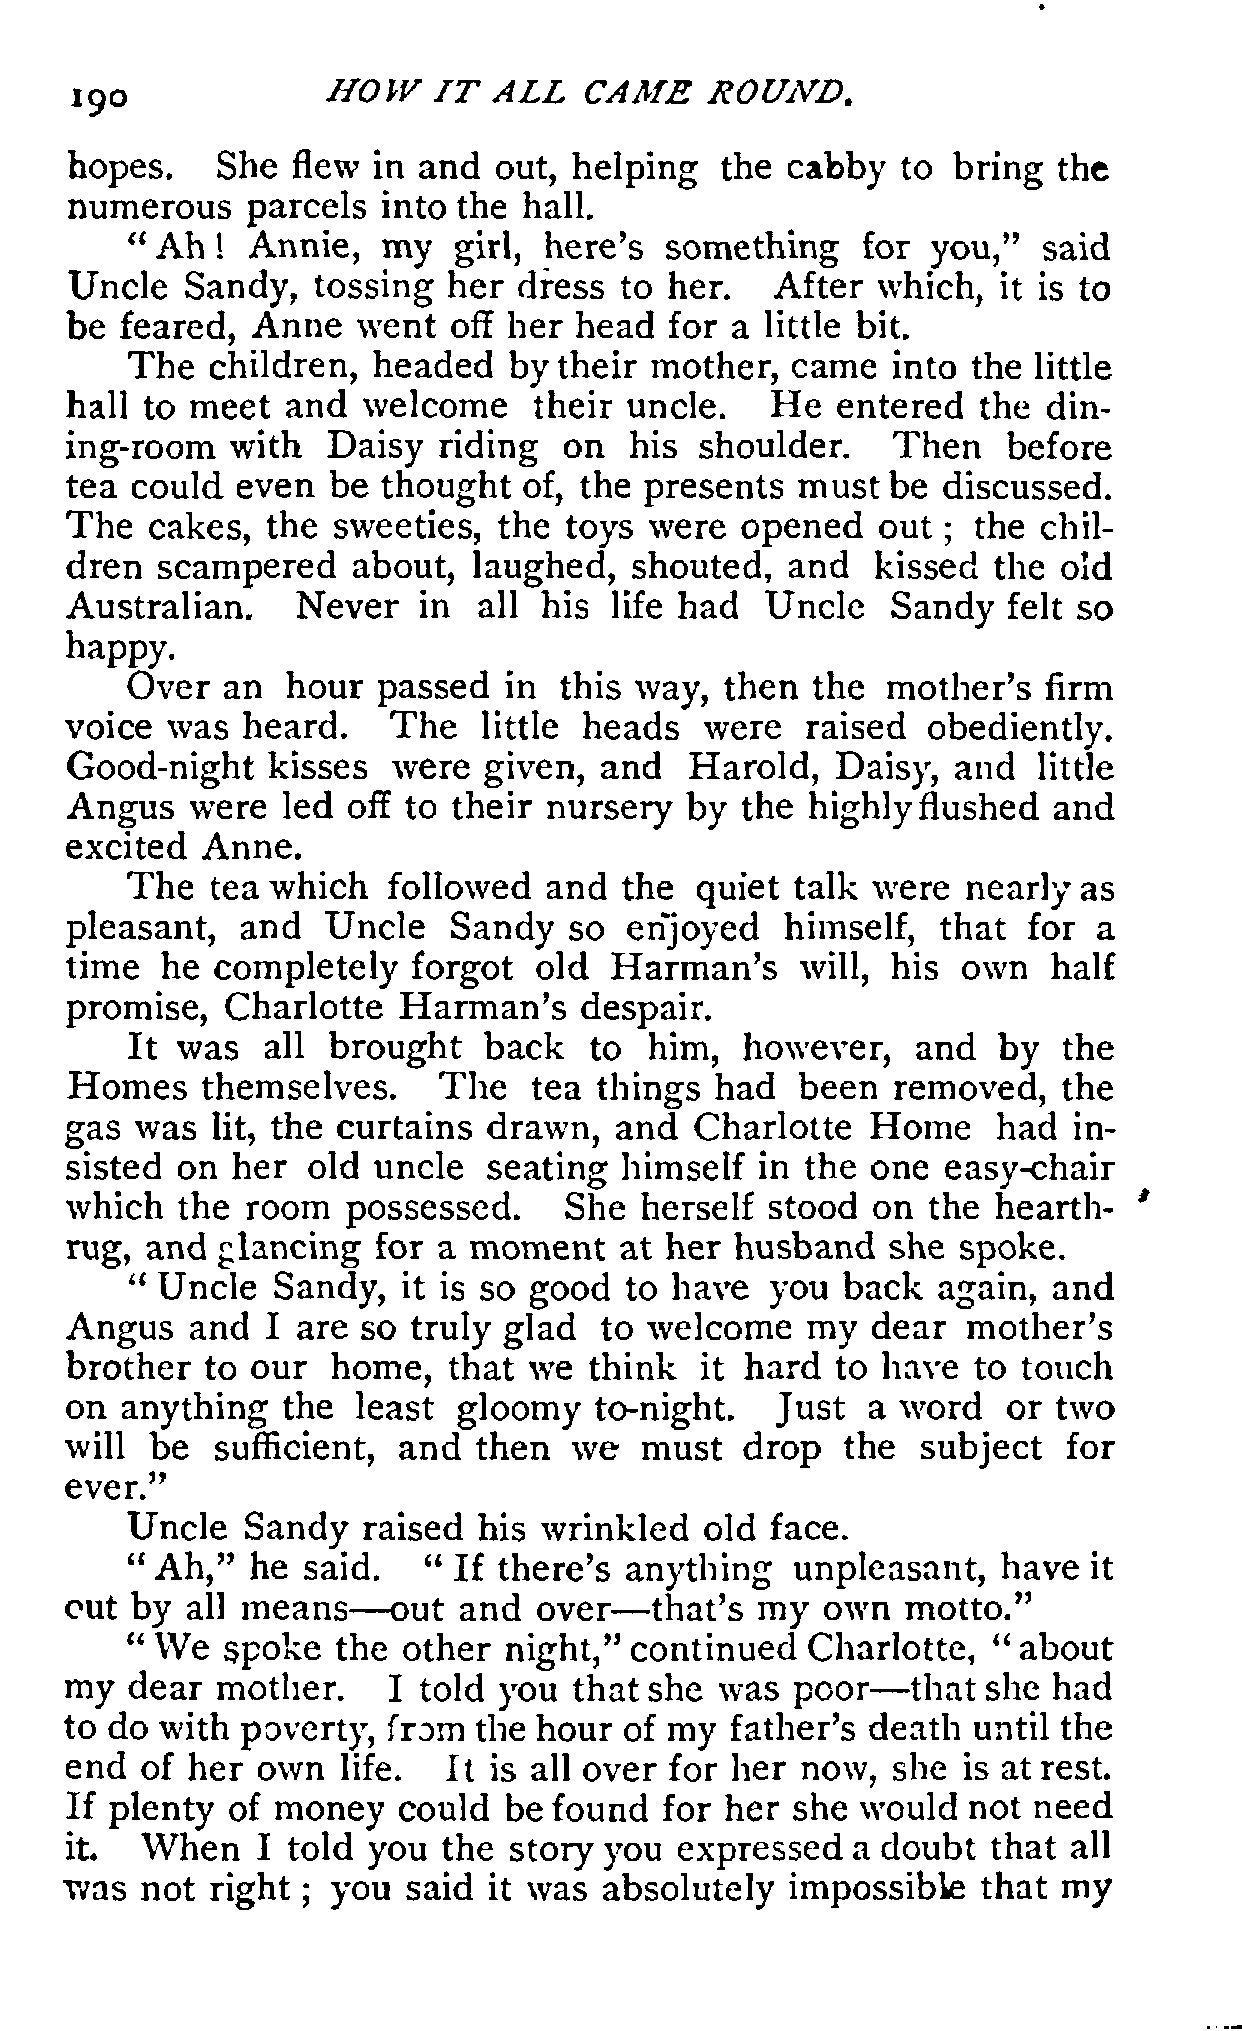 190 HOW IT ALL CAME ROUND.
hopes. She flew in and out, helping the cabby to bring the
numerous parcels into the hall.
"Ah! Annie, my girl, here's something for you," said
Uncle Sandy, tossing her dress to her. After which, it is to
be feared, Anne went off her head for a little bit.
The children, headed by their mother, came into the little
hall to meet and welcome their uncle. He entered the din-
ing-room with Daisy riding on his shoulder. Then before
tea could even be thought of, the presents must be discussed.
The cakes, the sweeties, the toys were opened out; the chil-
dren scampered about, laughed, shouted, and kissed the old
Australian. Never in all his life had Uncle Sandy felt so
happy.
Over an hour passed in this way, then the mother's firm
voice was heard. The little heads were raised obediently.
Good-night kisses were given, and Harold, Daisy, and little
Angus were led off to their nursery by the highly flushed and
excited Anne.
The tea which followed and the quiet talk were nearly as
pleasant, and Uncle Sandy so enjoyed himself, that for a
time he completely forgot old Harman's will, his own half
promise, Charlotte Harman's despair.
It was all brought back to him, however, and by the
Homes themselves. The tea things had been removed, the
gas was lit, the curtains drawn, and Charlotte Home had in-
sisted on her old uncle seating himself in the one easy-chair
which the room possessed. She herself stood on the hearth-
rug, and glancing for a moment at her husband she spoke.
"Uncle Sandy, it is so good to have you back again, and
Angus and I are so truly glad to welcome my dear mother's
brother to our home, that we think it hard to have to touch
on anything the least gloomy to-night. Just a word or two
will be sufficient, and then we must drop the subject for
ever."
Uncle Sandy raised his wrinkled old face.
"Ah," he said. "If there's anything unpleasant, have it
out by all means—out and over—that's my own motto."
"We spoke the other night," continued Charlotte, "about
my dear mother. I told you that she was poor—that she had
to do with poverty, from the hour of my father's death until the
end of her own life. It is all over for her now, she is at rest.
If plenty of money could be found for her she would not need
it. When I told you the story you expressed a doubt that all
was not right; you said it was absolutely impossible that my